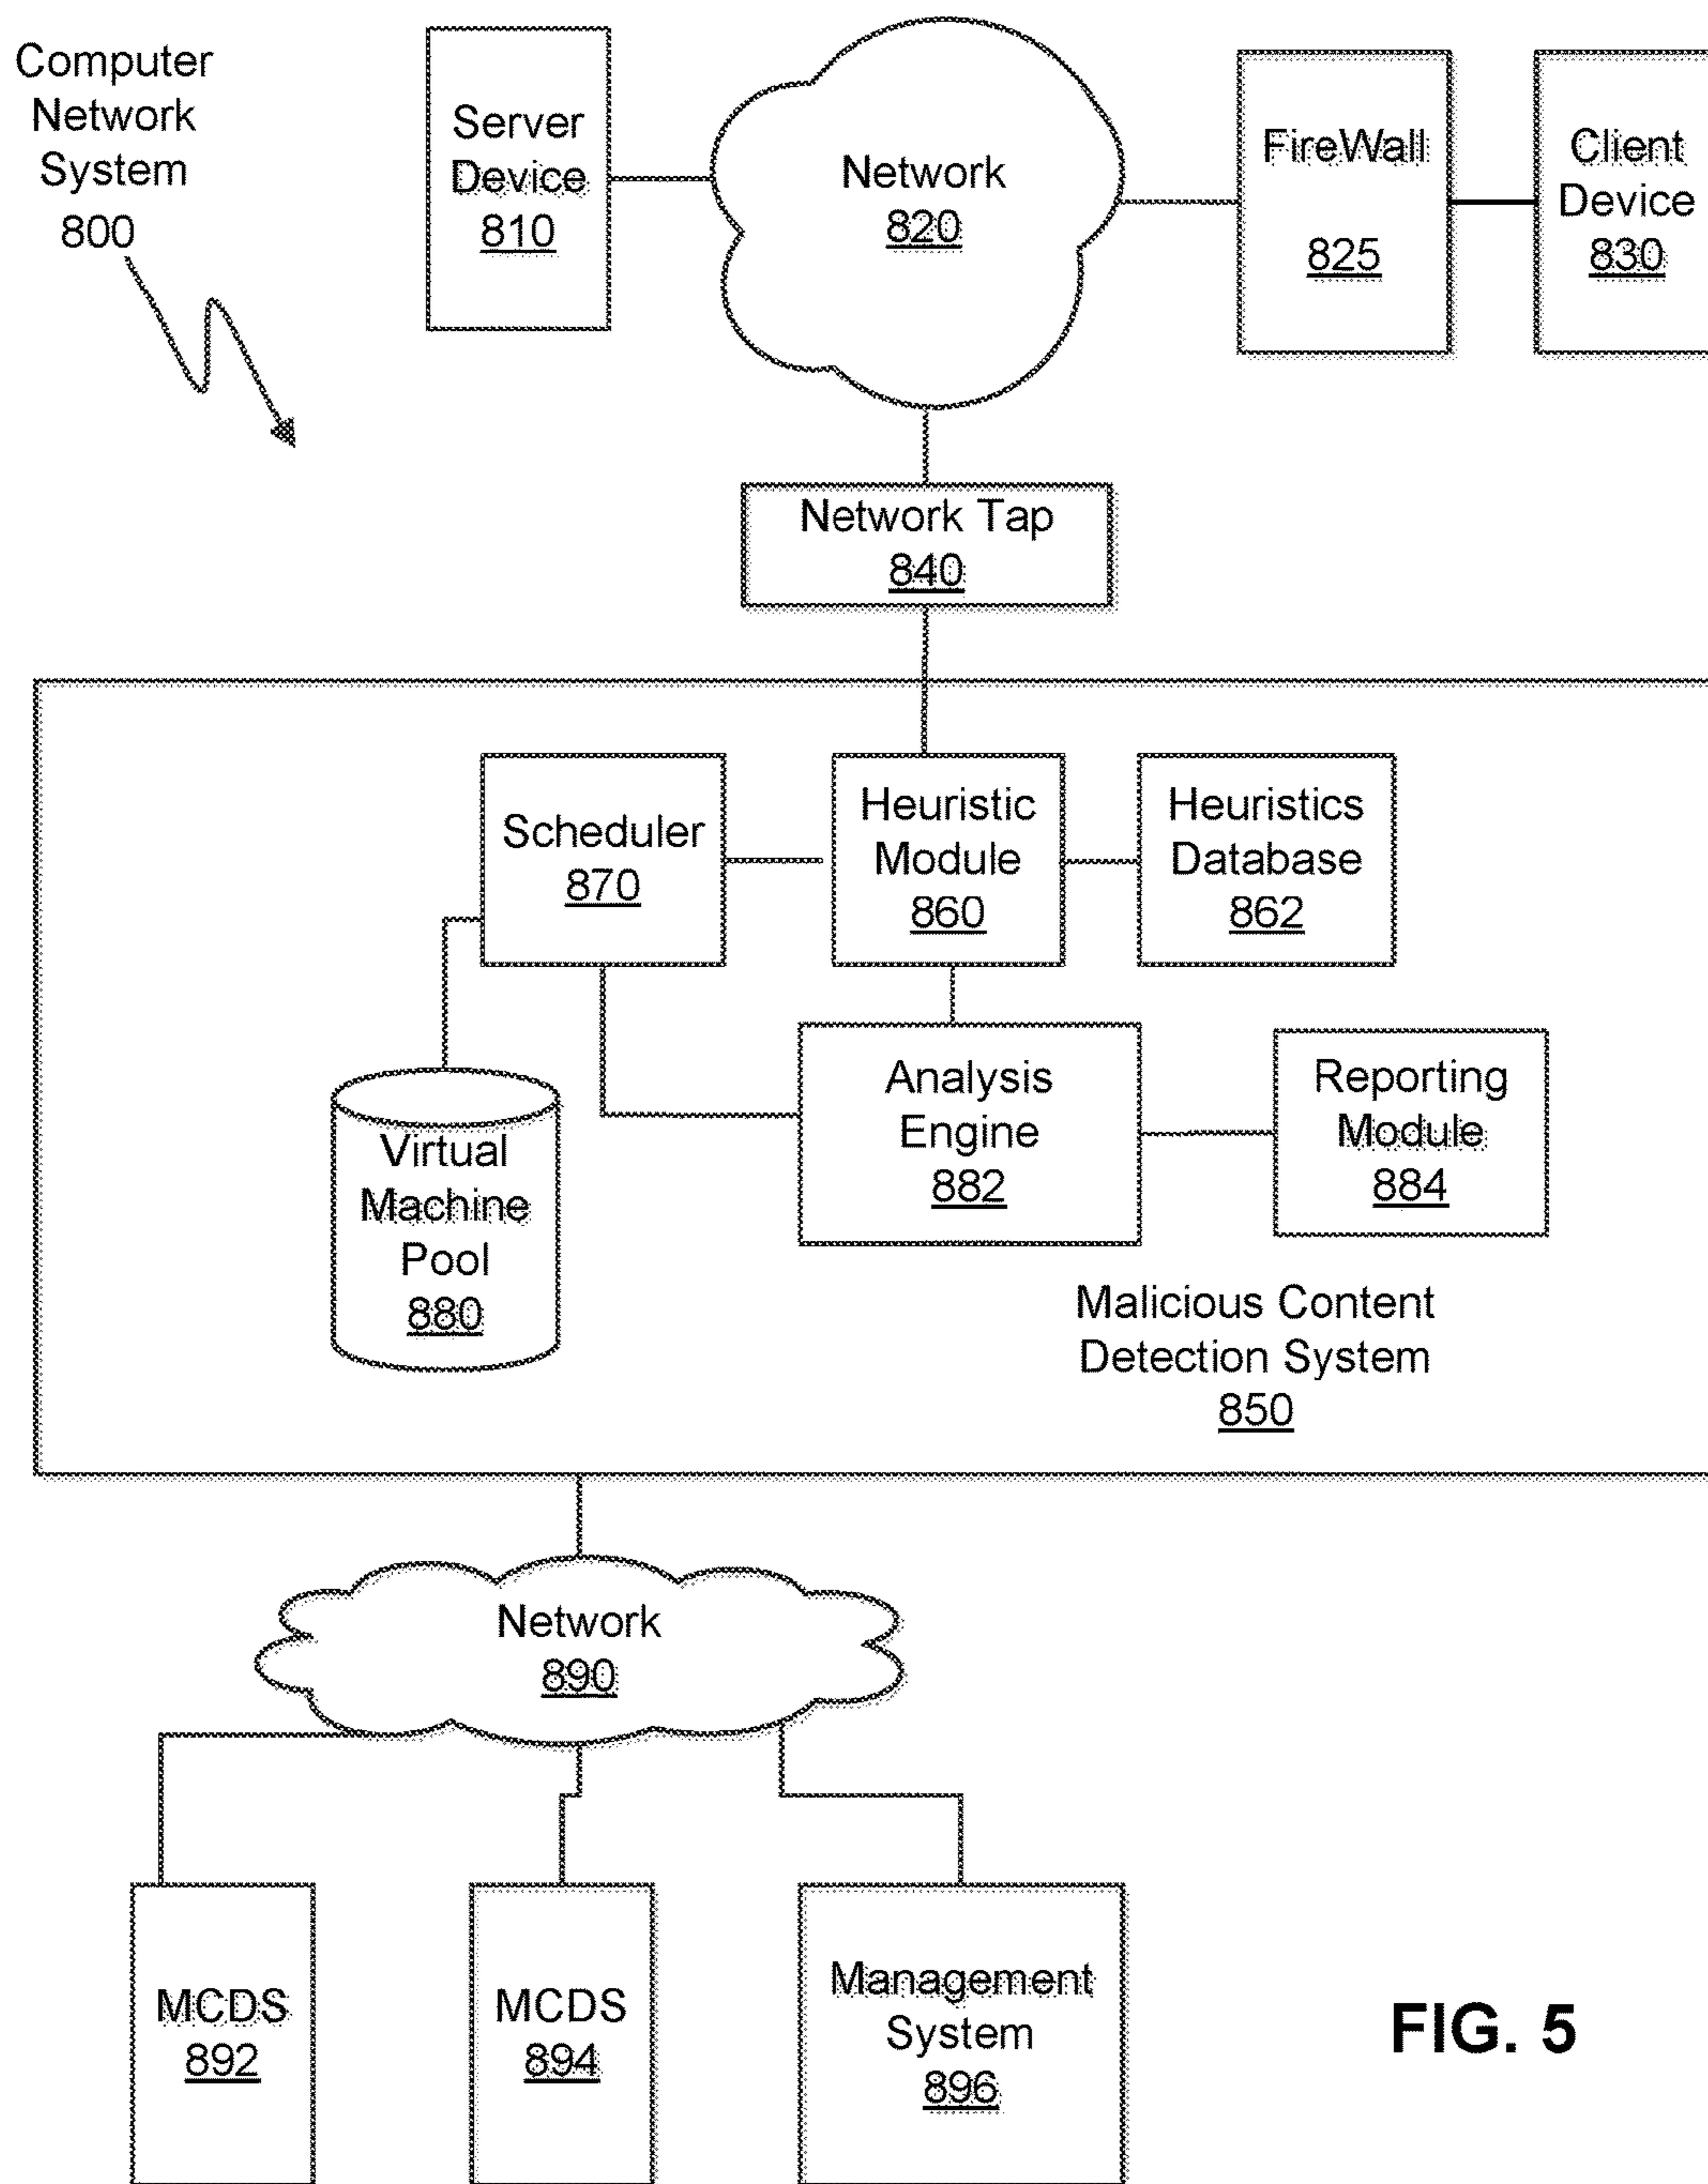 Computer
Network
System
800
Server
Device
810
Network
820
FireWall
825
Client
Device
830
Network Tap
840
Scheduler
870
Heuristic
Module
860
Heuristics
Database
862
Virtual
Machine
Pool
880
Analysis
Engine
882
Reporting
Module
884
Malicious Content
Detection System
850
Network
890
MCDS
892
MCDS
894
Management
System
896
FIG. 5